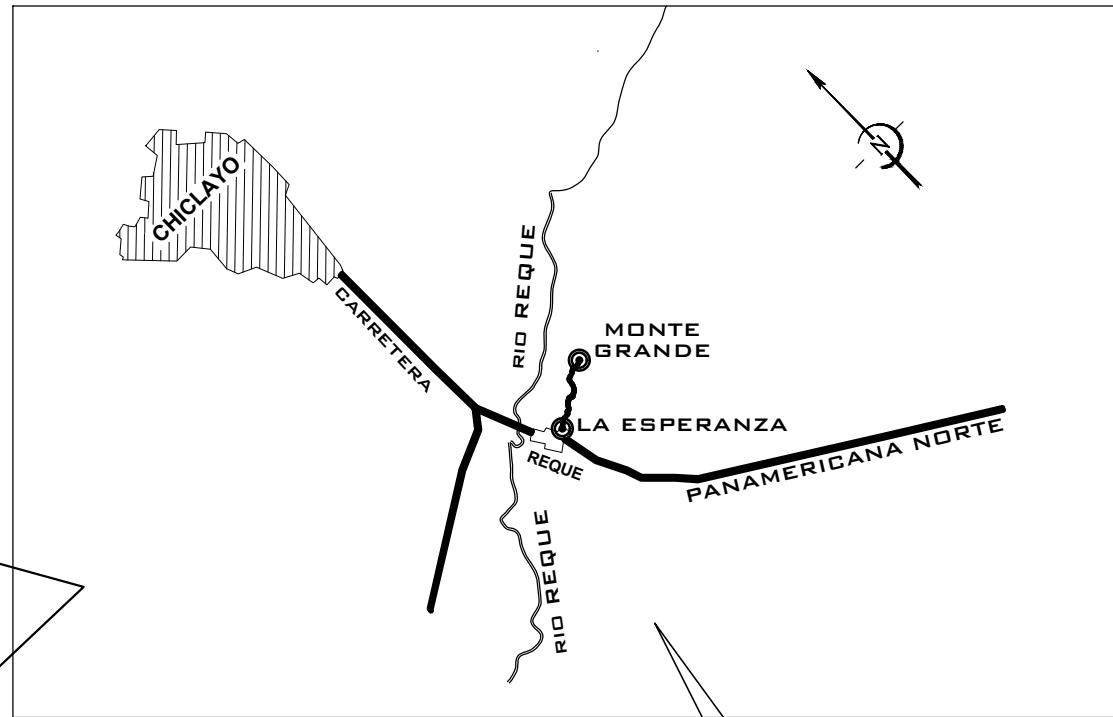 N
CHICLAYO
RIO REQUE
CARRETERA
MONTE
GRANDE
LA ESPERANZA
REQUE
PANAMERICANA NORTE
RIO REQUE